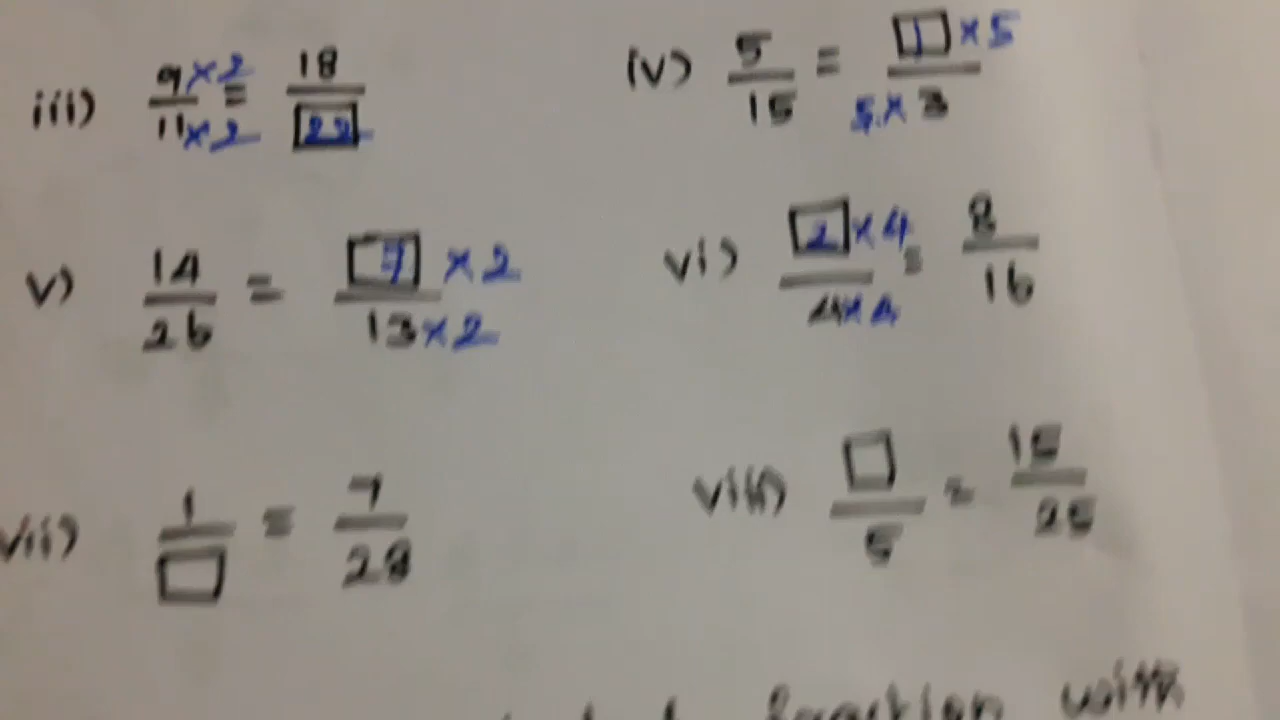 iii) 9×2/11×2 = 18/22
iv) 5/15 = 1×5/5×3
v) 14/26 = 7×2/13×2
vi) 2×4/4×4 = 8/16
vii) 1/□ = 7/28
viii) □/5 = 15/25
fraction with